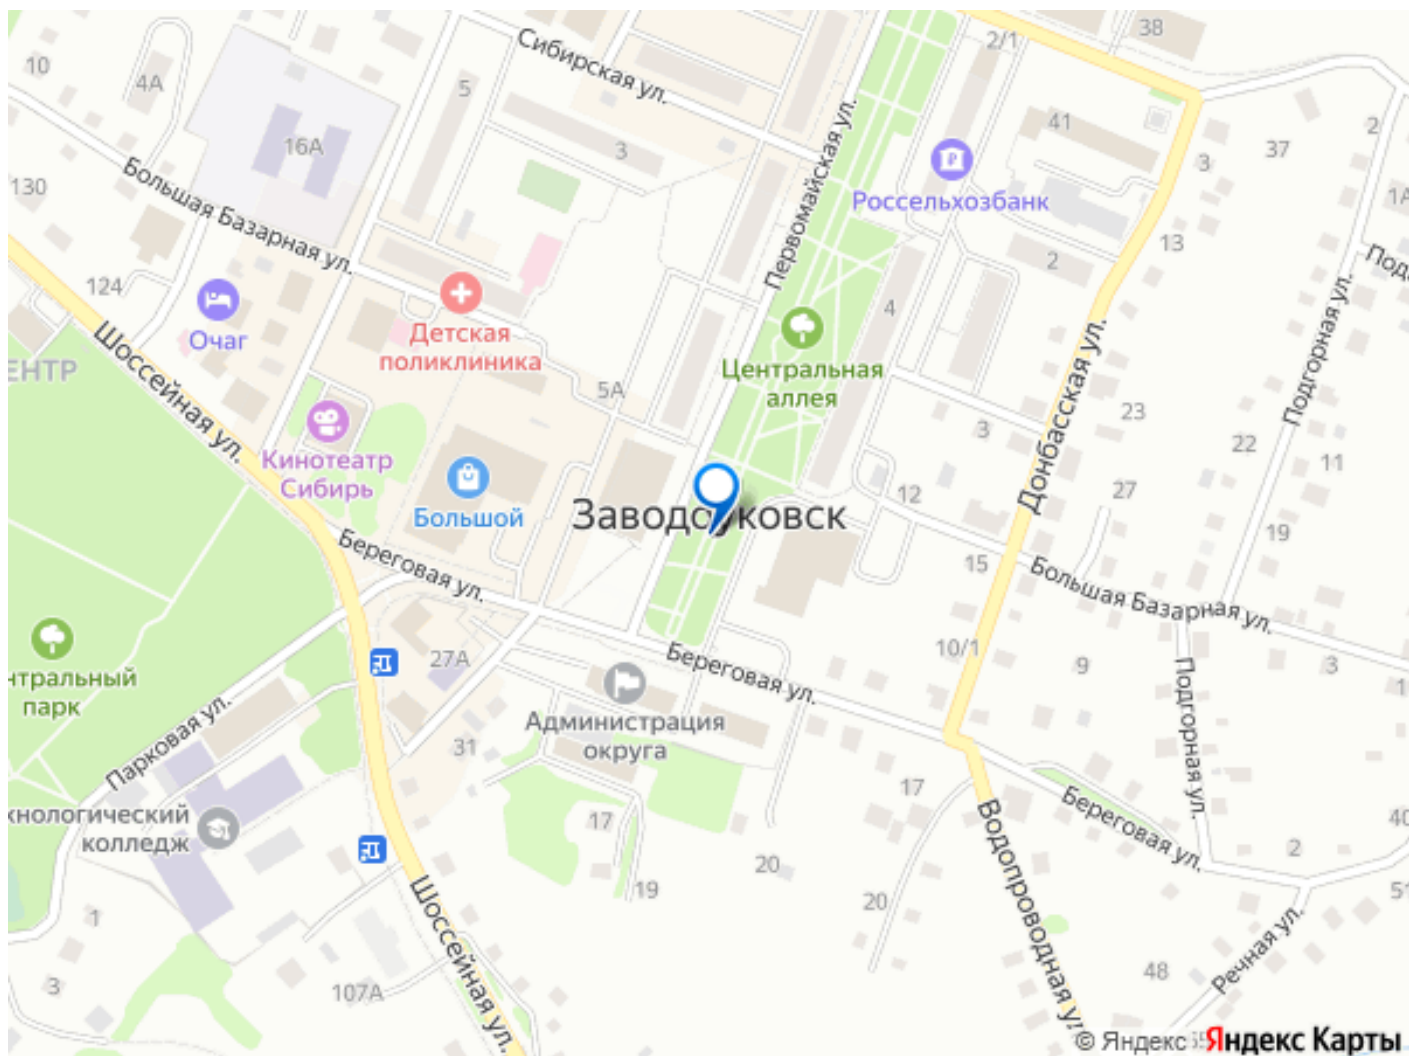 38
2/1
Сибирская ул.
10
4А
5
41
2
16А
3
37
3
Первомайская ул.
130
Большая Базарная ул.
Россельхозбанк
1А
2
13
124
Очаг
Детская
поликлиника
4
Подгорная ул.
Шоссейная ул.
ЕНТР
Центральная
аллея
Донбасская ул.
5А
23
3
22
11
Кинотеатр
Сибирь
Большой
Заводоуковск
12
27
19
Береговая ул.
15
Большая Базарная ул.
нтральный
парк
27А
Береговая ул.
10/1
9
3
1
Подгорная ул.
Администрация
округа
Парковая ул.
31
17
17
Береговая ул.
хнологический
колледж
Водопроводная у
40
2
20
19
20
51
1
Шоссейная ул.
Речная ул.
48
3
107А
© Яндекс Яндекс Карты